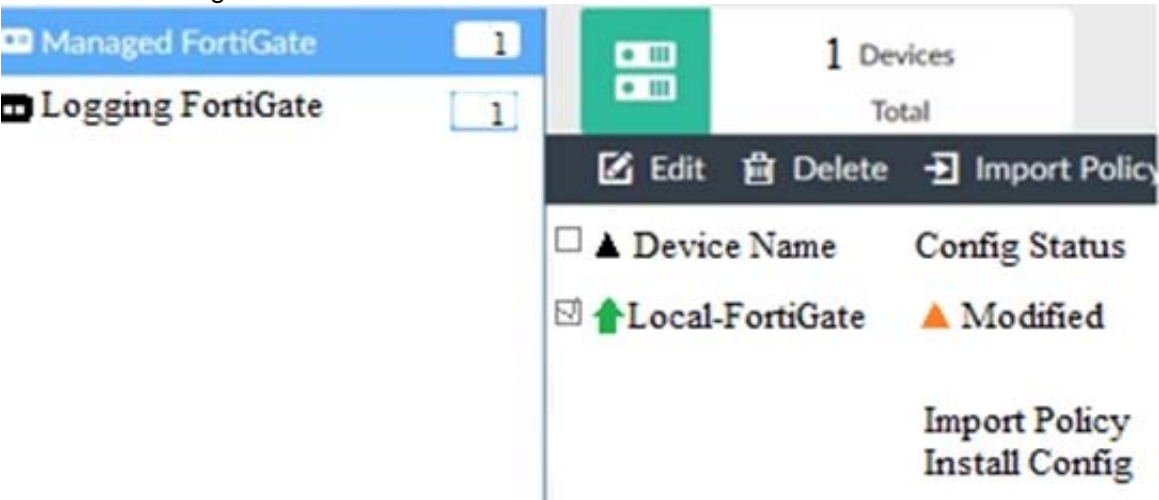 Managed FortiGate 1
Logging FortiGate 1
1 Devices
Total
Edit Delete Import Policy
Device Name Config Status
Local-FortiGate Modified
Import Policy
Install Config